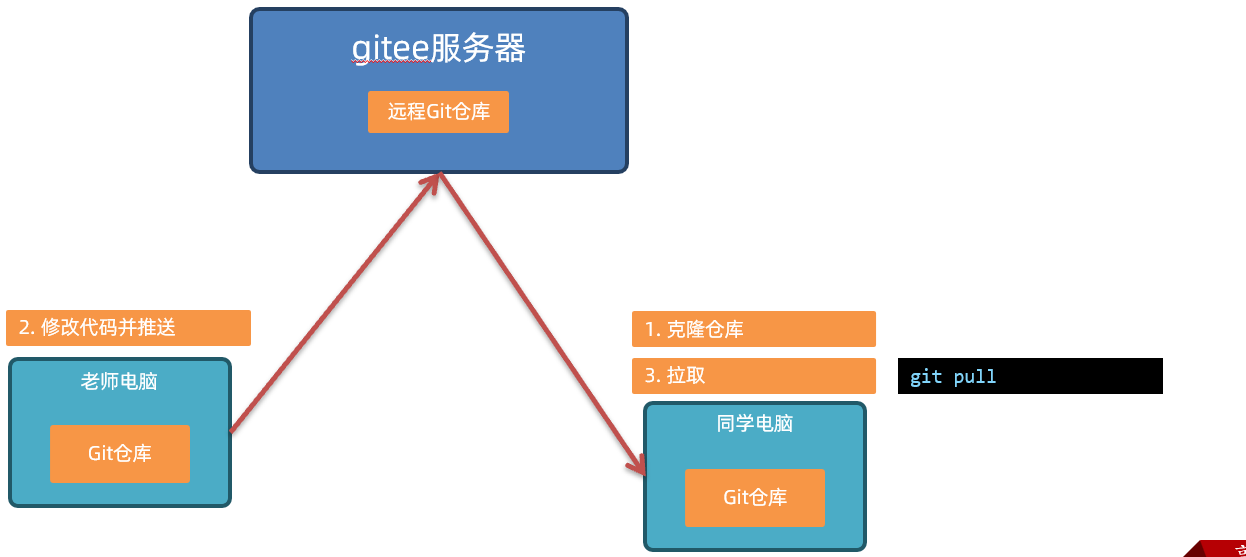 gitee服务器
远程Git仓库
2. 修改代码并推送
老师电脑
Git仓库
1. 克隆仓库
3. 拉取
git pull
同学电脑
Git仓库